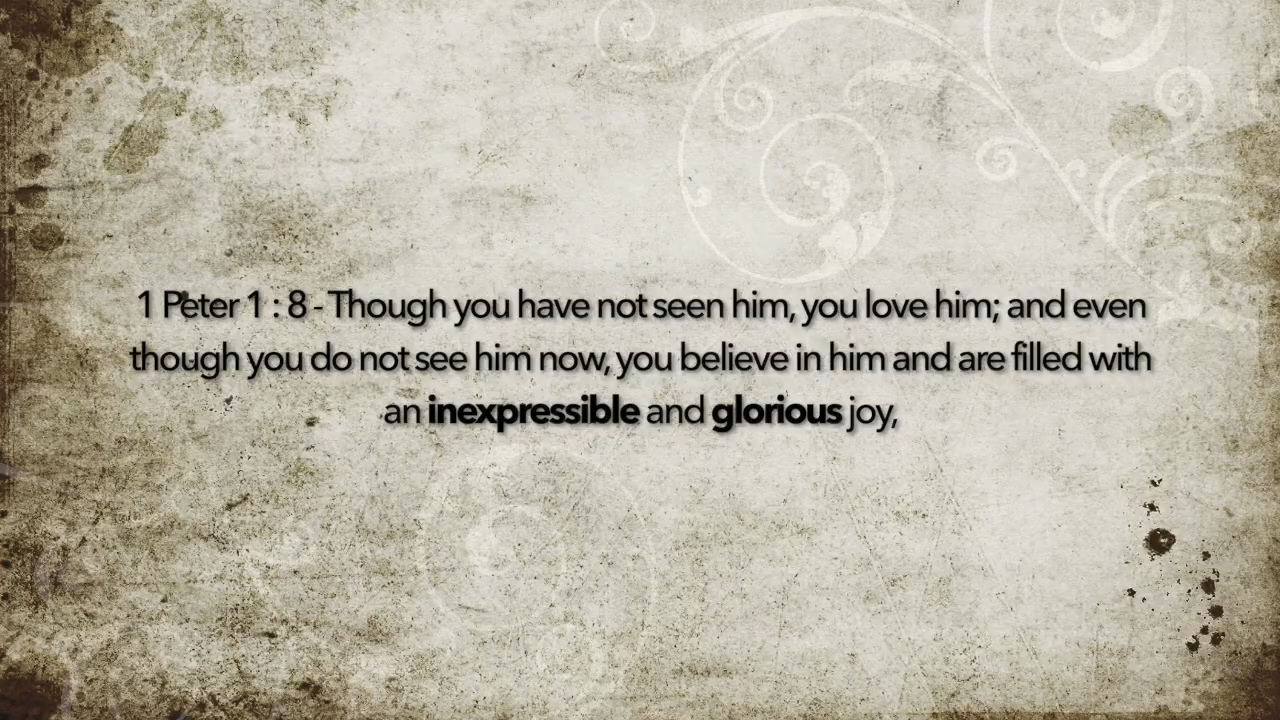 1 Peter 1 : 8 - Though you have not seen him, you love him; and even
though you do not see him now, you believe in him and are filled with
an inexpressible and glorious joy,